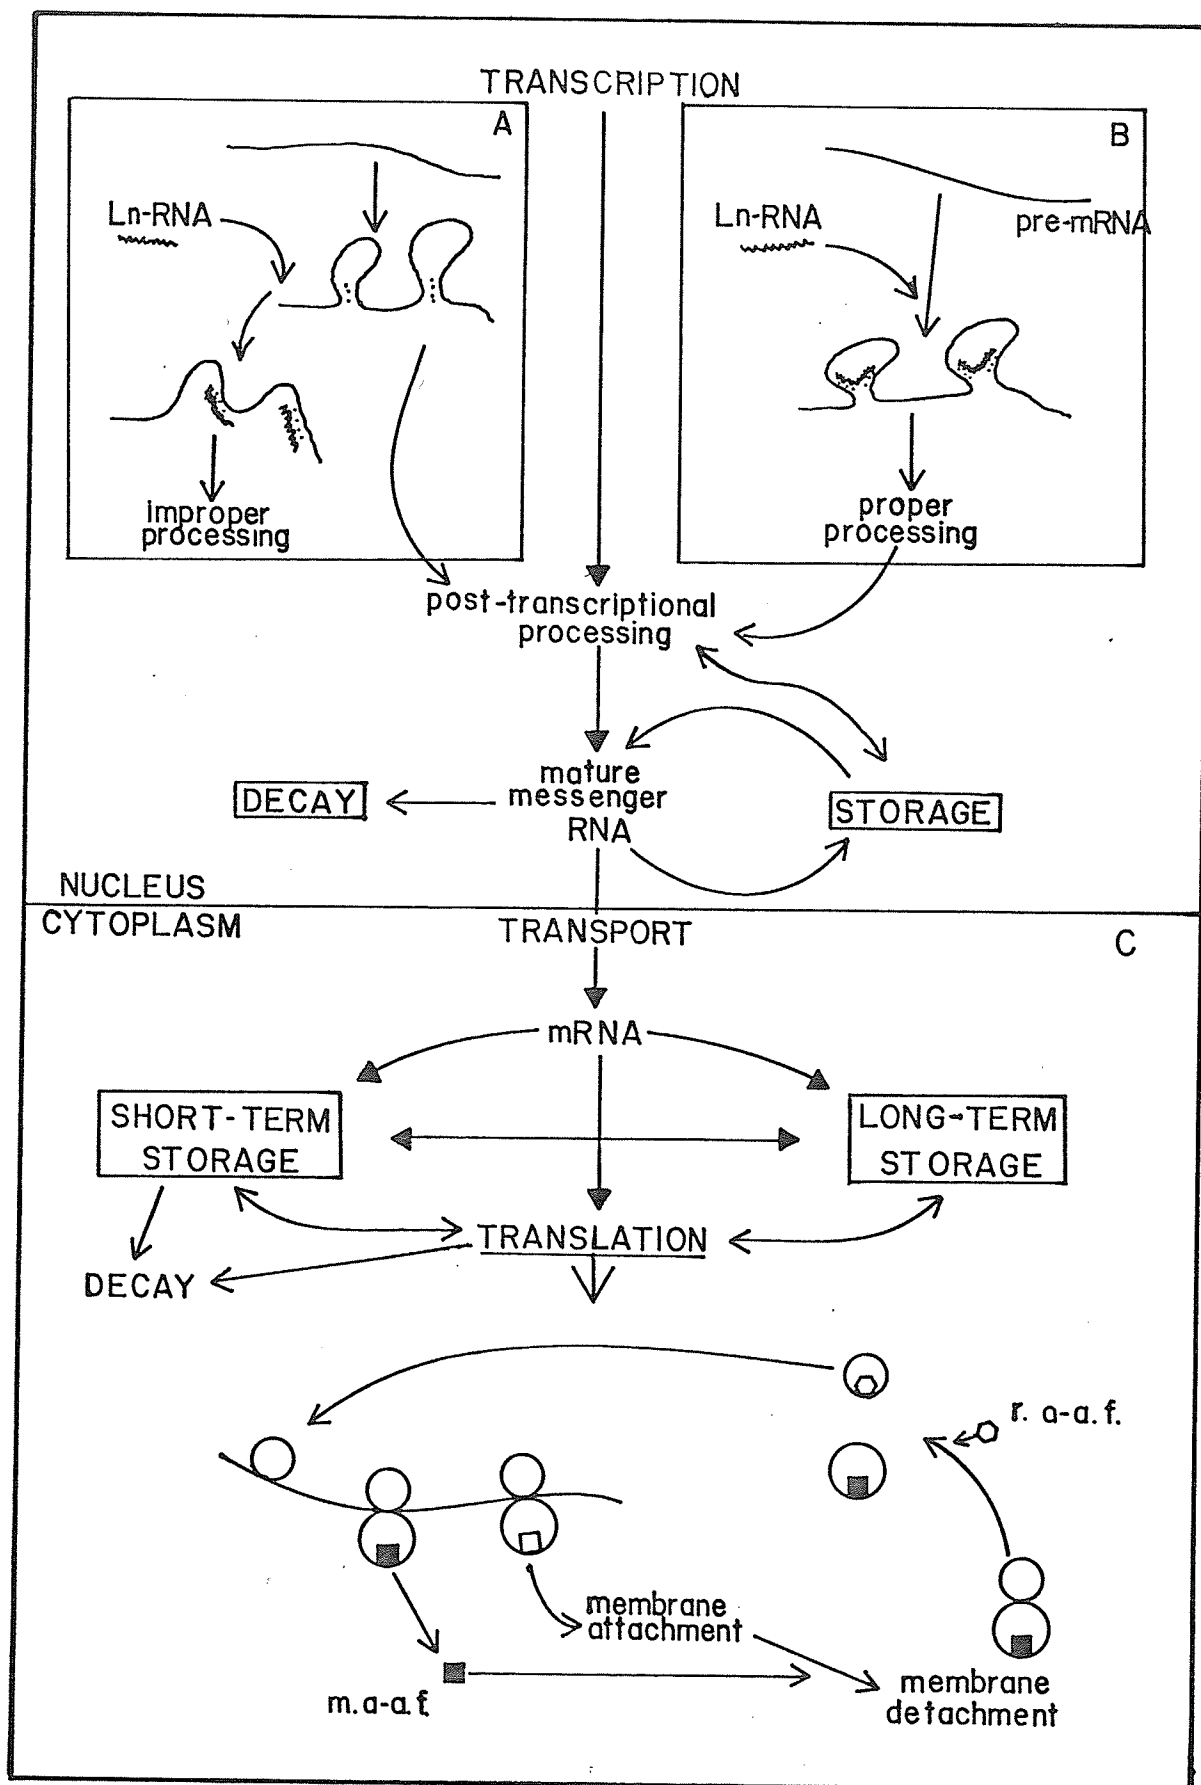 TRANSCRIPTION
A
Ln-RNA
improper
processing
B
Ln-RNA
pre-mRNA
proper
processing
post-transcriptional
processing
mature
messenger
RNA
DECAY
STORAGE
NUCLEUS
CYTOPLASM
TRANSPORT
C
mRNA
SHORT-TERM
STORAGE
LONG-TERM
STORAGE
TRANSLATION
DECAY
r. a-a.f.
membrane
attachment
m.a-a.f.
membrane
detachment